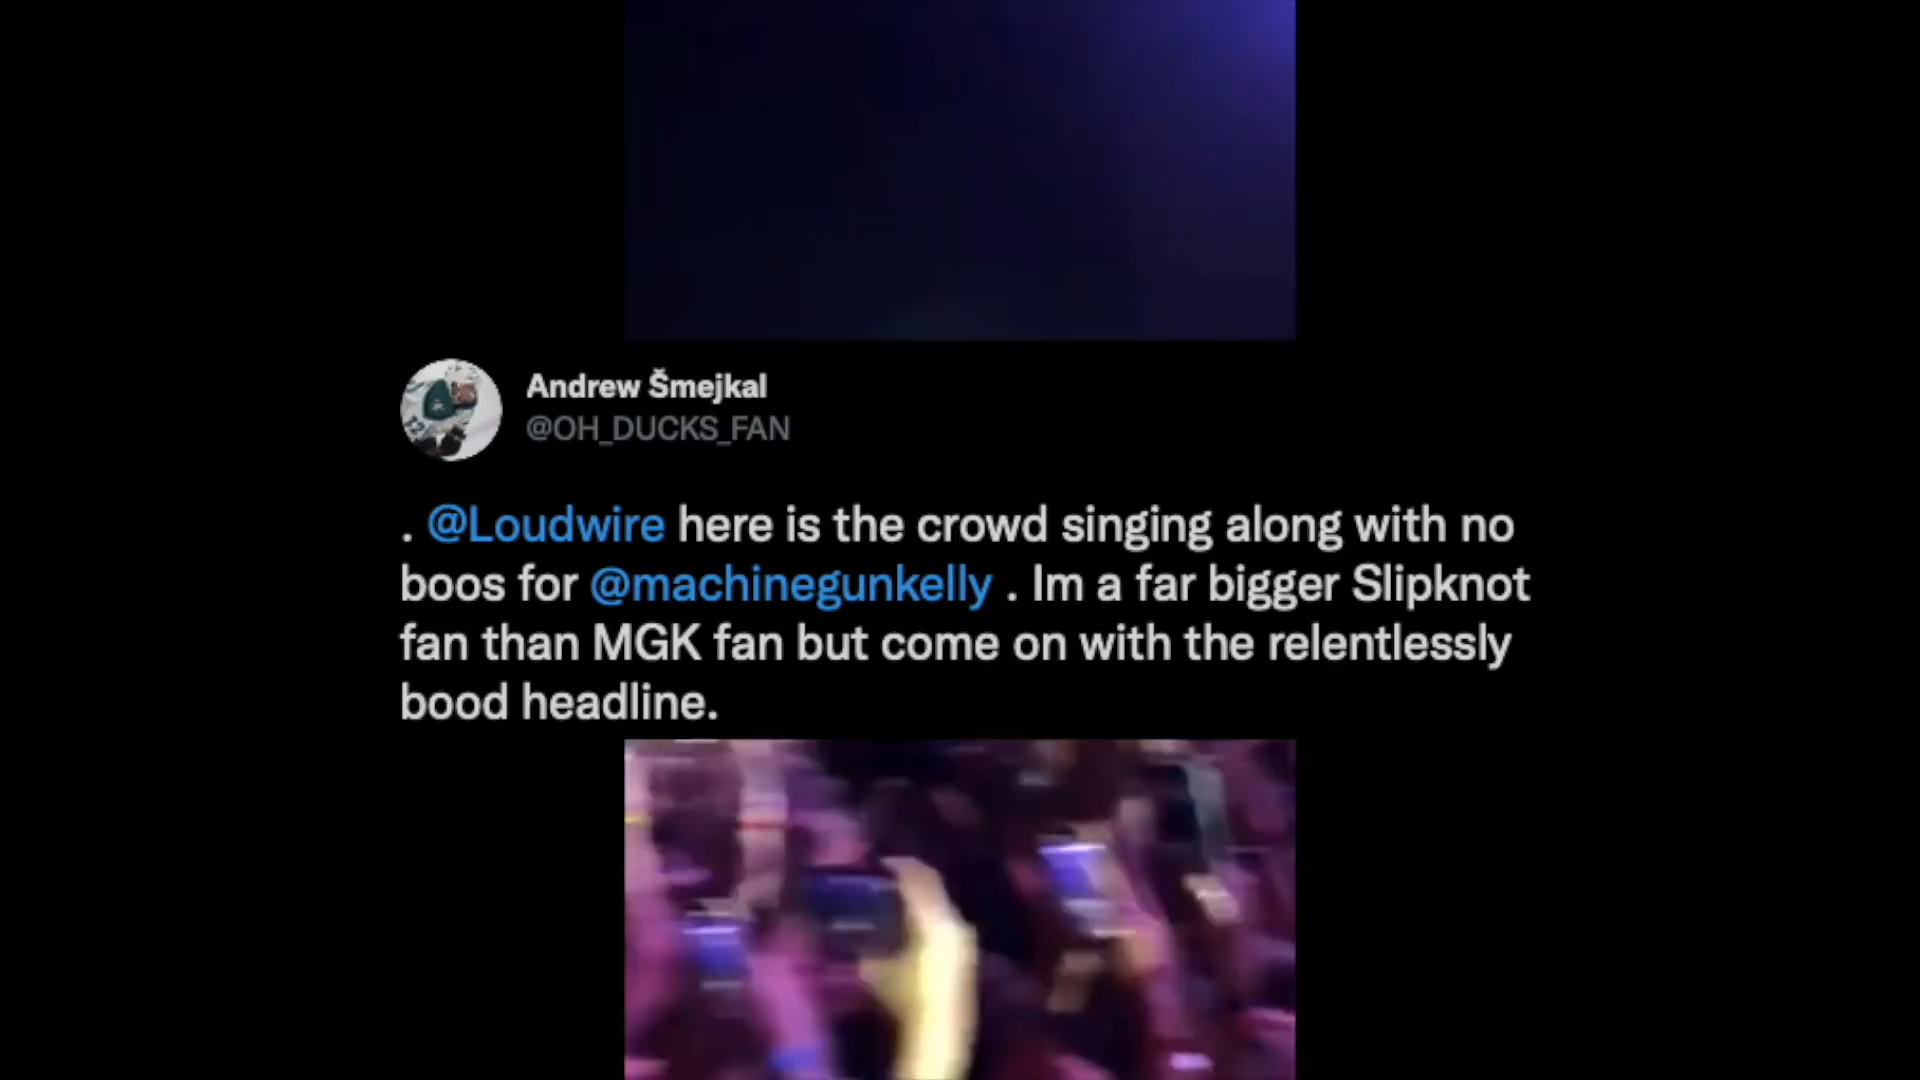 Andrew Šmejkal
@OH_DUCKS_FAN
. @Loudwire here is the crowd singing along with no
boos for @machinegunkelly . Im a far bigger Slipknot
fan than MGK fan but come on with the relentlessly
bood headline.